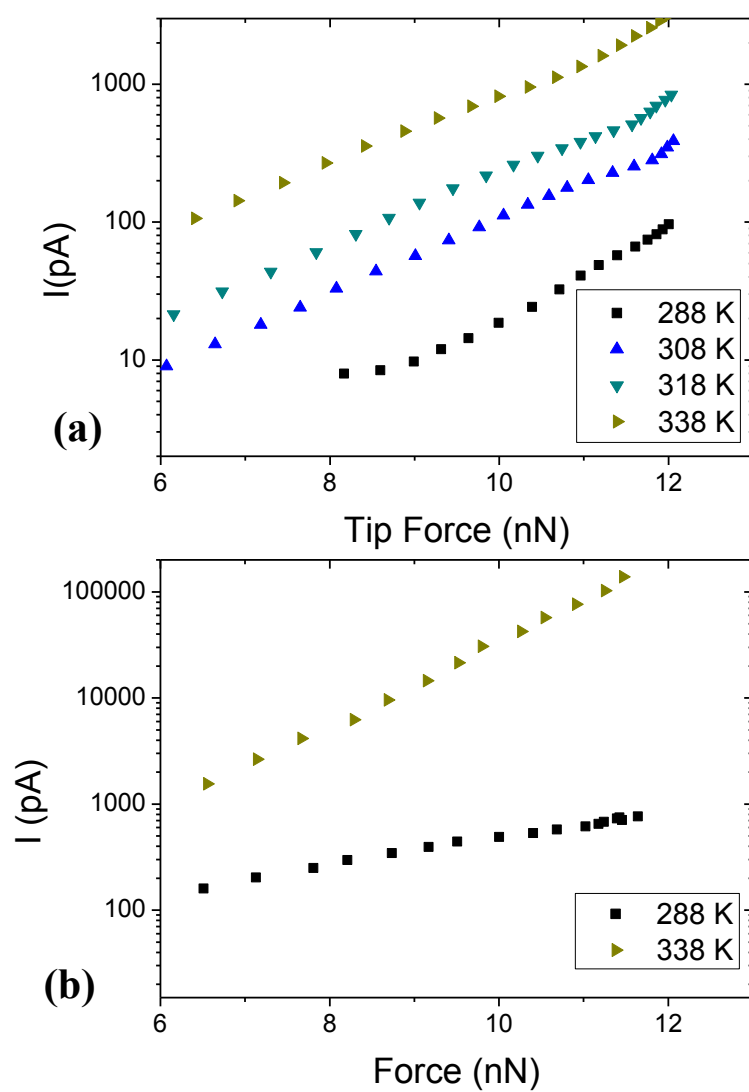 1000
100
10
I(pA)
(a)
288 K
308 K
318 K
338 K
6 8 10 12
Tip Force (nN)
100000
10000
1000
100
I (pA)
(b)
288 K
338 K
6 8 10 12
Force (nN)